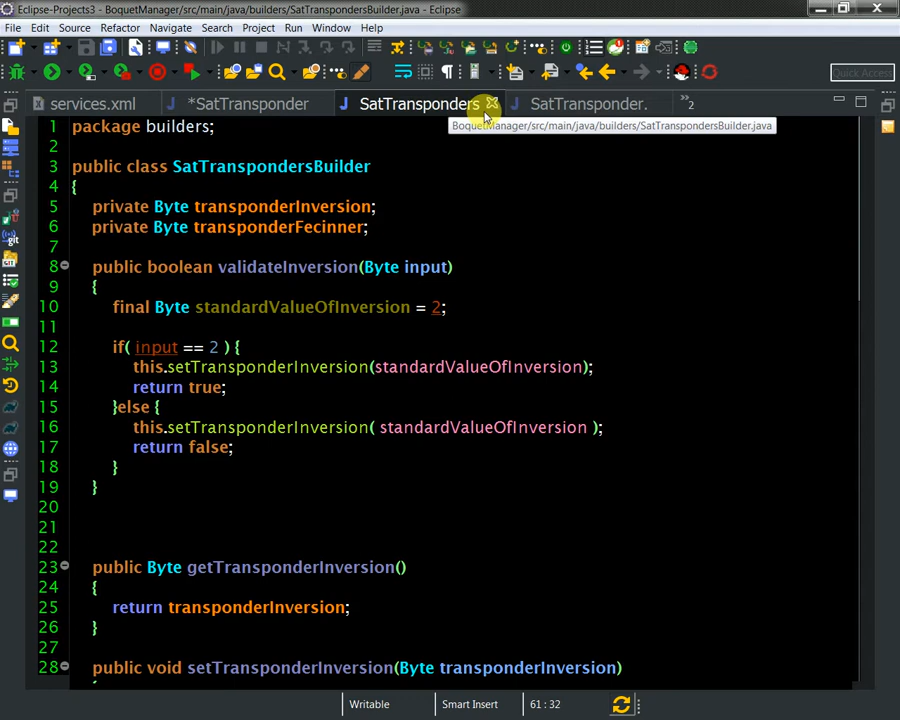 Eclipse-Projects3 - BoquetManager/src/main/java/builders/SatTranspondersBuilder.java - Eclipse
File Edit Source Refactor Navigate Search Project Run Window Help
Quick Access
services.xml *SatTransponder SatTransponders SatTransponder. »2
BoquetManager/src/main/java/builders/SatTranspondersBuilder.java
1 package builders;
2
3 public class SatTranspondersBuilder
4 {
5 private Byte transponderInversion;
6 private Byte transponderFecinner;
7
8 public boolean validateInversion(Byte input)
9 {
10 final Byte standardValueOfInversion = 2;
11
12 if( input == 2 ) {
13 this.setTransponderInversion(standardValueOfInversion);
14 return true;
15 }else {
16 this.setTransponderInversion( standardValueOfInversion );
17 return false;
18 }
19 }
20
21
22
23 public Byte getTransponderInversion()
24 {
25 return transponderInversion;
26 }
27
28 public void setTransponderInversion(Byte transponderInversion)
Writable Smart Insert 61 : 32